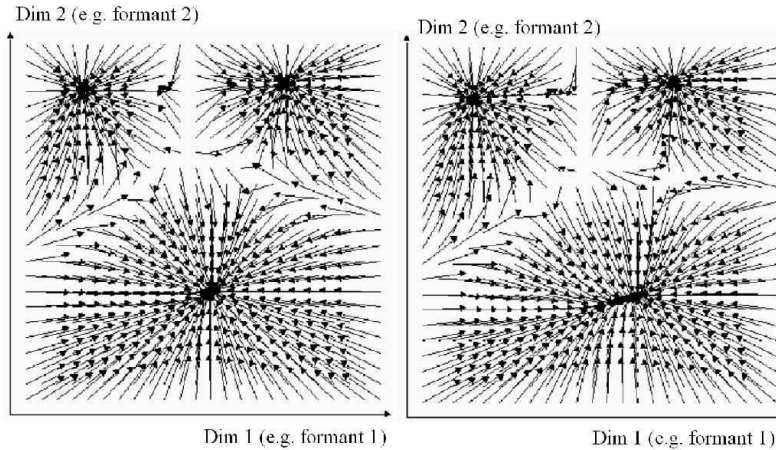 Dim 2 (e.g. formant 2)
Dim 2 (e.g. formant 2)
Dim 1 (e.g. formant 1)
Dim 1 (e.g. formant 1)